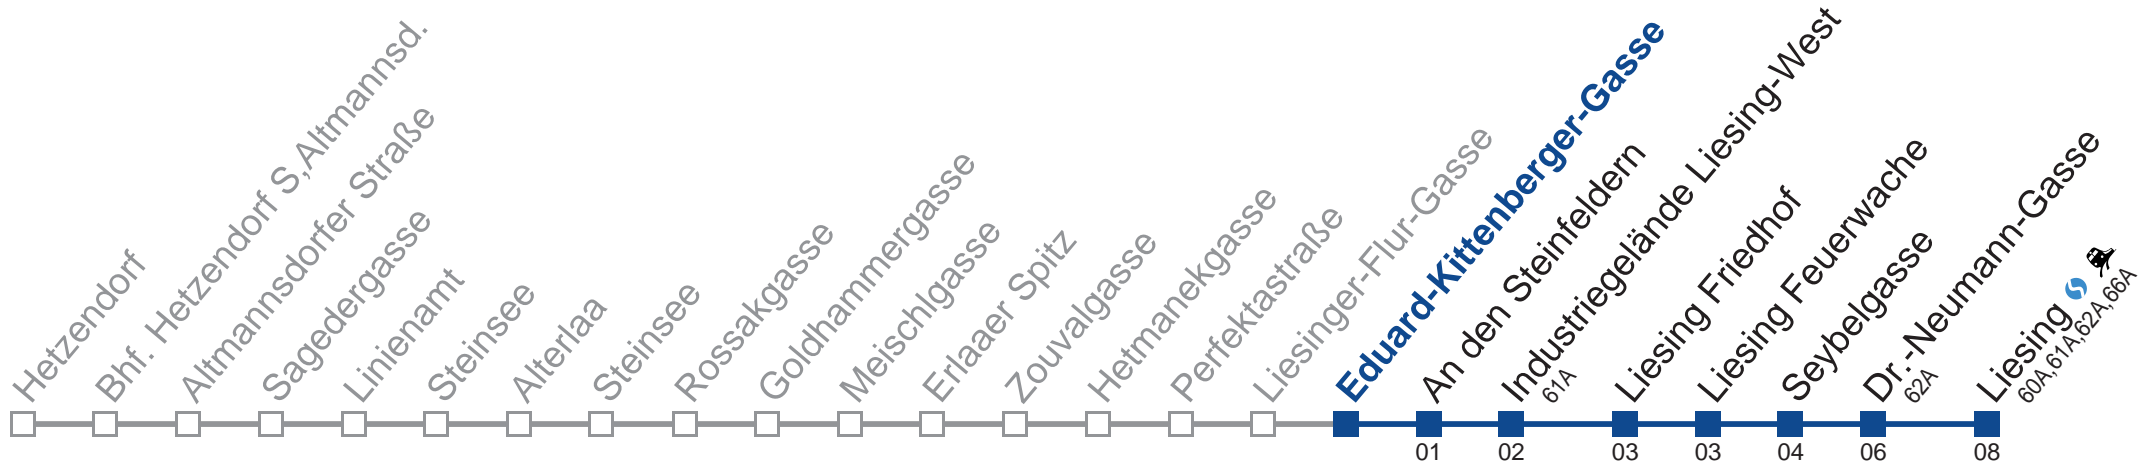 Hetzendorf
Bhf. Hetzendorf S,Altmannsd.
Altmannsdorfer Straße
Sagedergasse
Linienamt
Steinsee
Alterlaa
Steinsee
Rossakgasse
Goldhammergasse
Meischlgasse
Erlaaer Spitz
Zouvalgasse
Hetmanekgasse
Perfektastraße
Liesinger-Flur-Gasse
Eduard-Kittenberger-Gasse
An den Steinfeldern
01
Industriegelände Liesing-West
61A
02
Liesing Friedhof
03
Liesing Feuerwache
03
Seybelgasse
04
Dr.-Neumann-Gasse
62A
06
Liesing
60A,61A,62A,66A
08